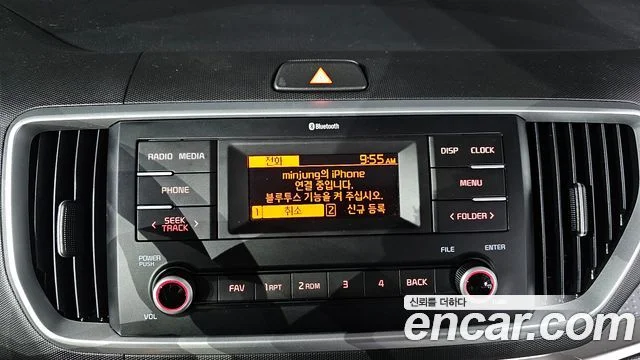 Bluetooth
RADIO MEDIA
전화 9:55 AM
DISP CLOCK
minjung의 iPhone
연결 중입니다.
블루투스 기능을 켜 주십시오.
1 취소 2 신규 등록
PHONE
MENU
< SEEK TRACK >
< FOLDER >
POWER
PUSH
FILE
ENTER
VOL
FAV 1 RPT 2 RDM 3 4 BACK
신뢰를 더하다
encar.com